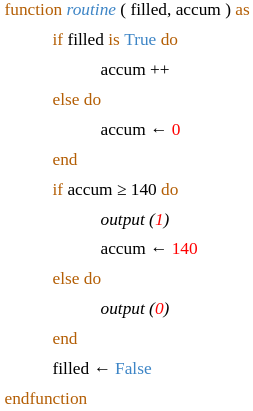 function routine ( filled, accum ) as
if filled is True do
accum ++
else do
accum ← 0
end
if accum ≥ 140 do
output (1)
accum ← 140
else do
output (0)
end
filled ← False
endfunction